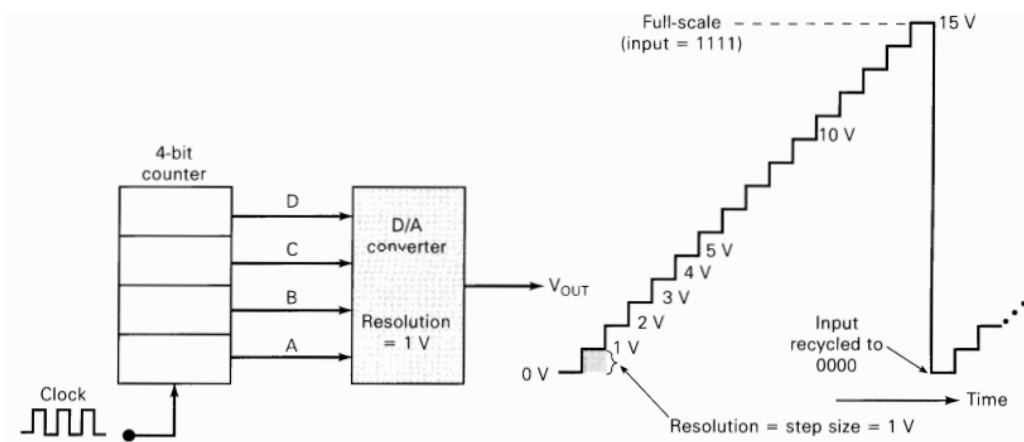 Full-scale
(input = 1111)
15 V
10 V
5 V
4 V
3 V
2 V
1 V
0 V
4-bit
counter
D
C
B
A
D/A
converter
Resolution
= 1 V
V_OUT
Clock
Input
recycled to
0000
Time
Resolution = step size = 1 V